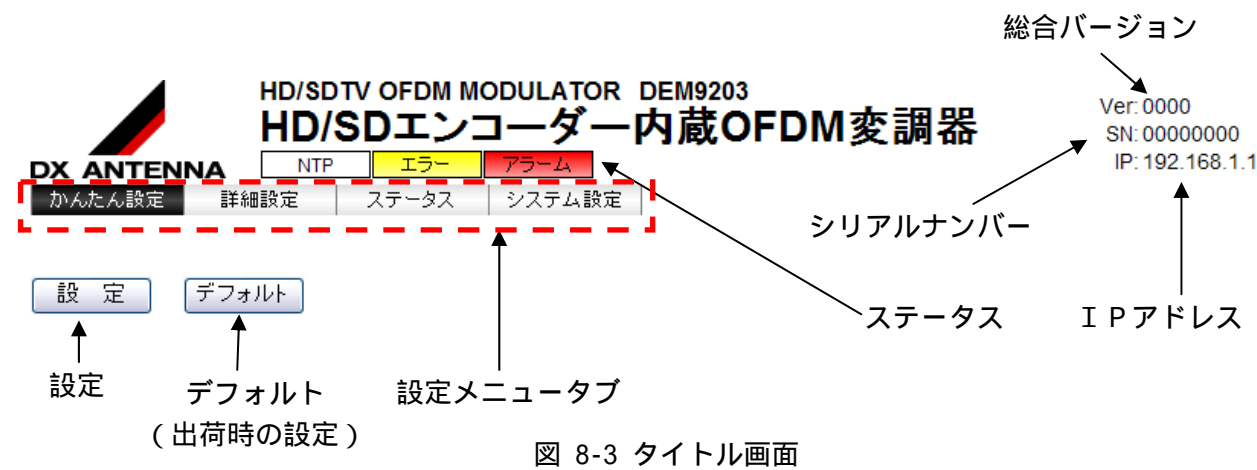 総合バージョン
HD/SDTV OFDM MODULATOR DEM9203
HD/SDエンコーダー内蔵OFDM変調器
Ver: 0000
SN: 00000000
IP: 192.168.1.1
DX ANTENNA
NTP エラー アラーム
かんたん設定 詳細設定 ステータス システム設定
シリアルナンバー
設 定 デフォルト
ステータス
ＩＰアドレス
設定
デフォルト
(出荷時の設定)
設定メニュータブ
図 8-3 タイトル画面